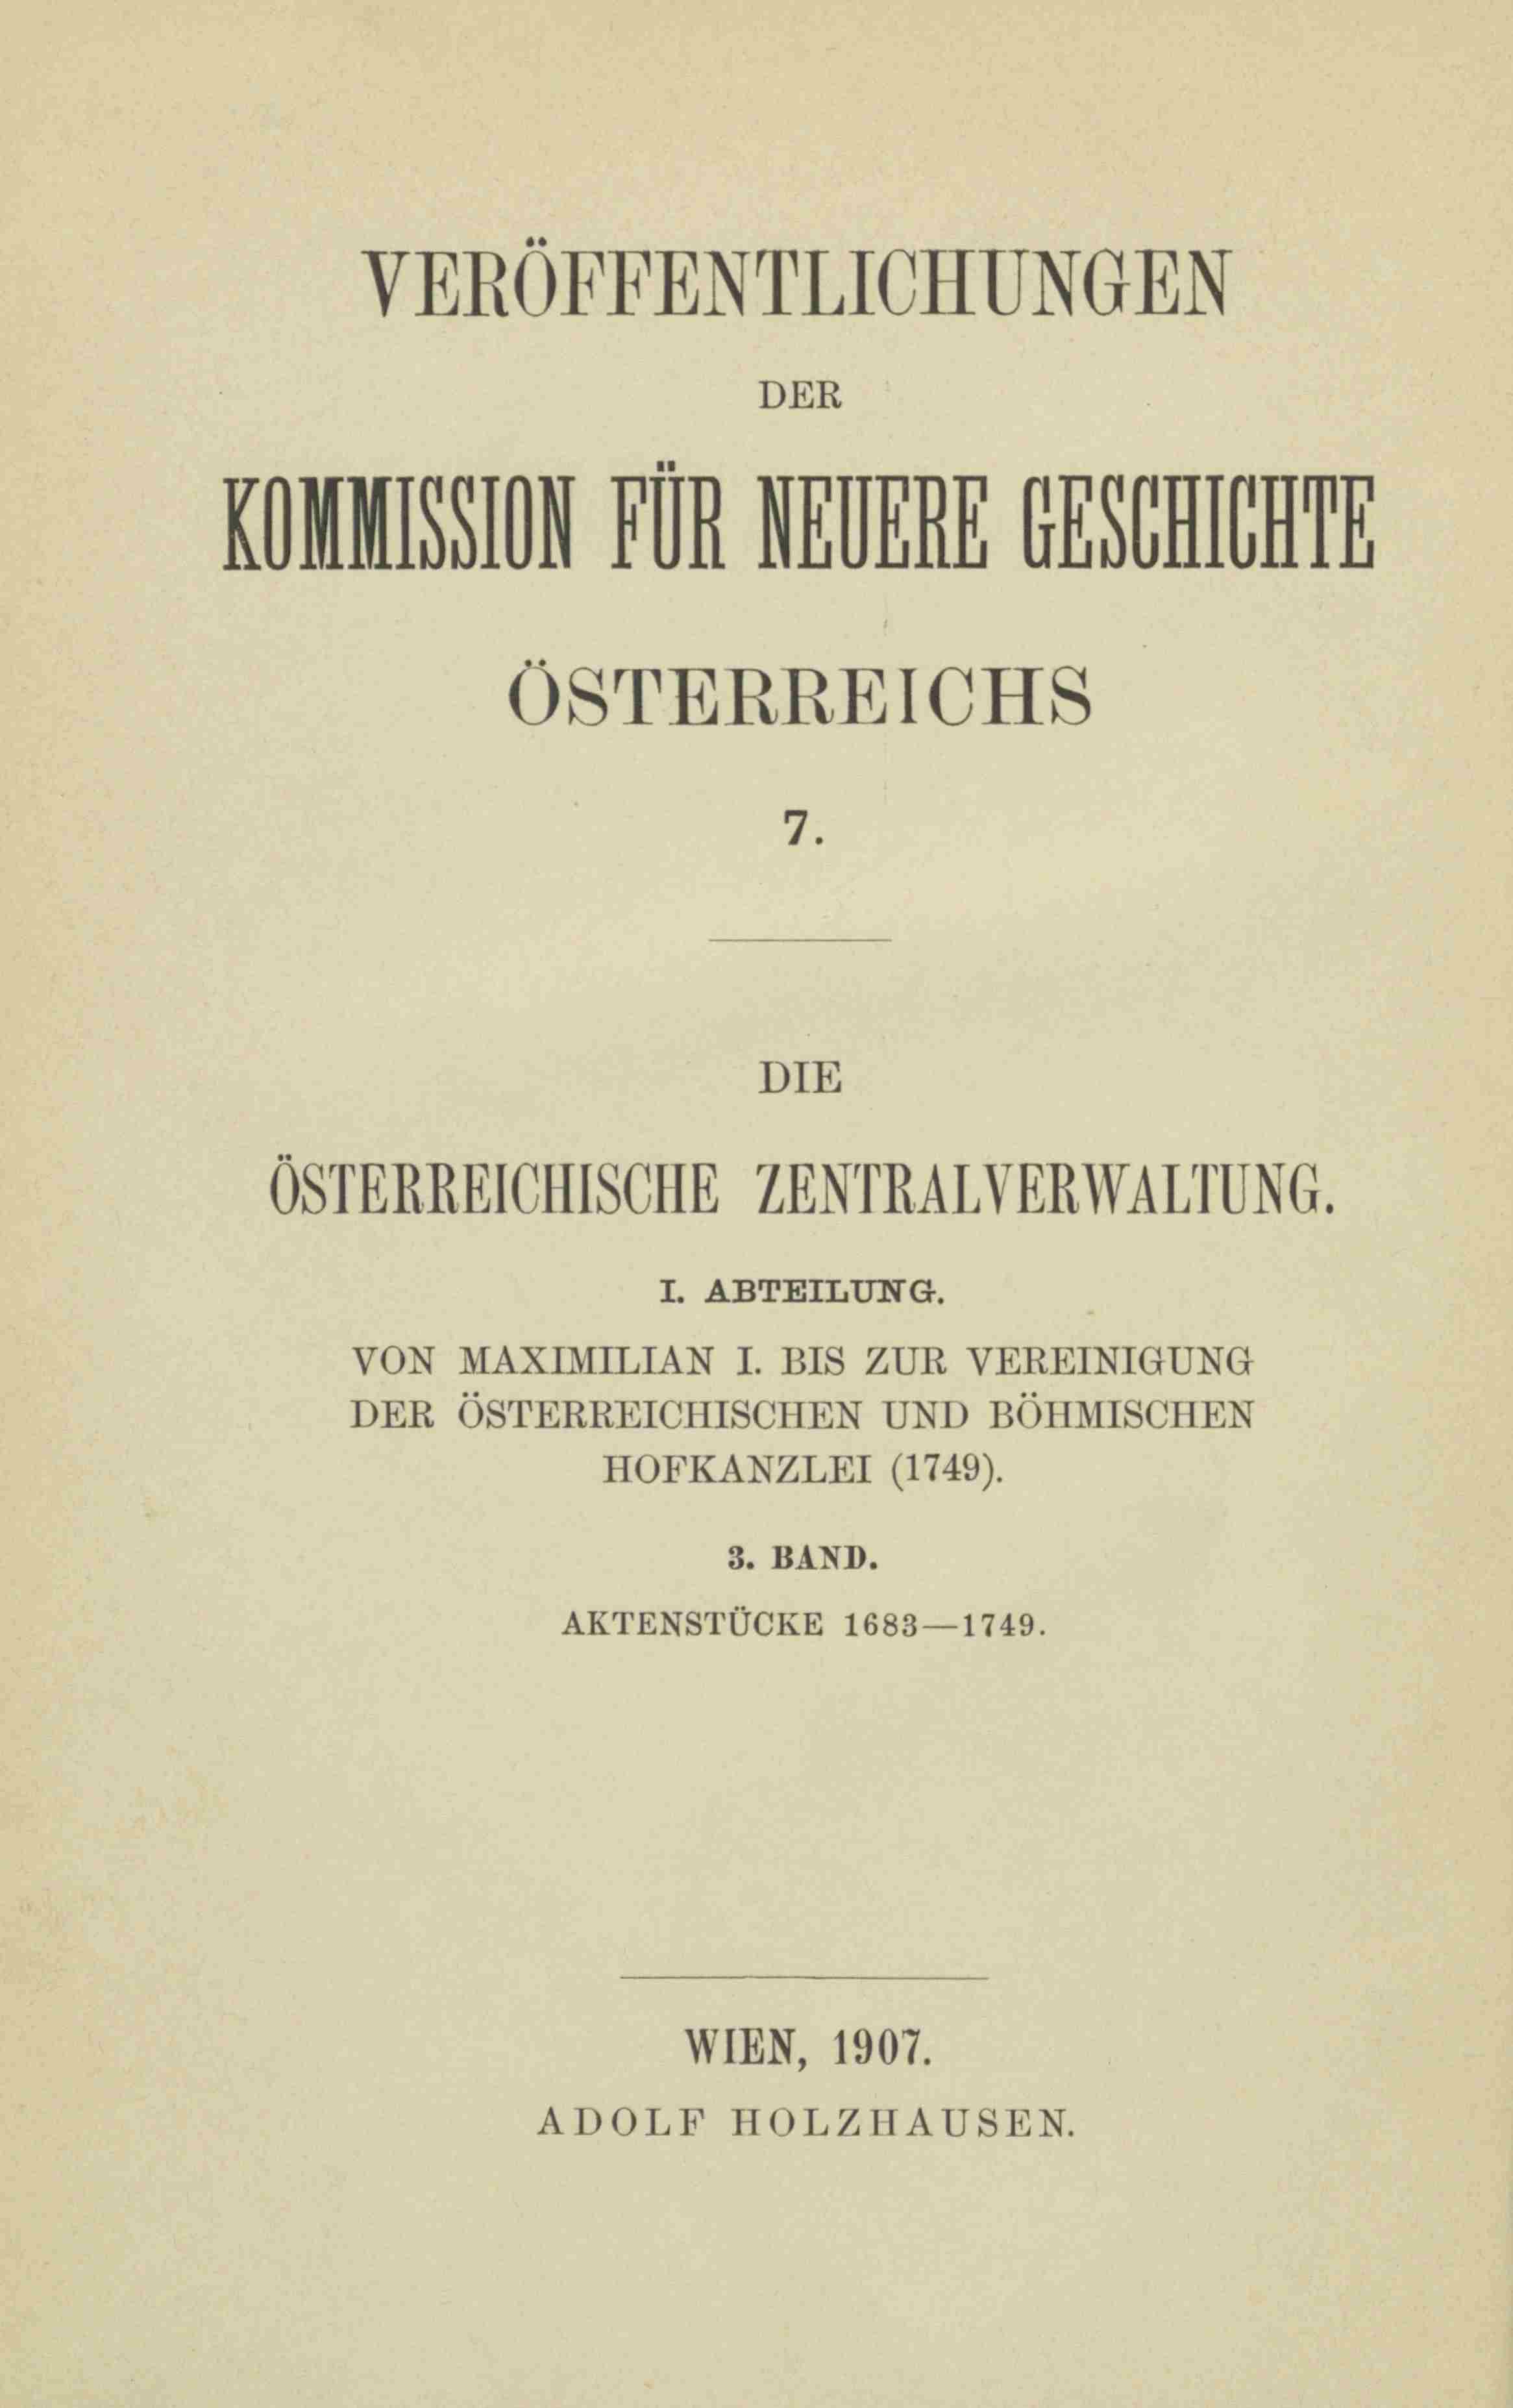 VERÖFFENTLICHUNGEN
DER
KOMMISSION FÜR NEUERE GESCHICHTE
ÖSTERREICHS
7.
DIE
ÖSTERREICHISCHE ZENTRALVERWALTUNG.
I. ABTEILUNG.
VON MAXIMILIAN I. BIS ZUR VEREINIGUNG
DER ÖSTERREICHISCHEN UND BÖHMISCHEN
HOFKANZLEI (1749).
3. BAND.
AKTENSTÜCKE 1683—1749.
WIEN, 1907.
ADOLF HOLZHAUSEN.